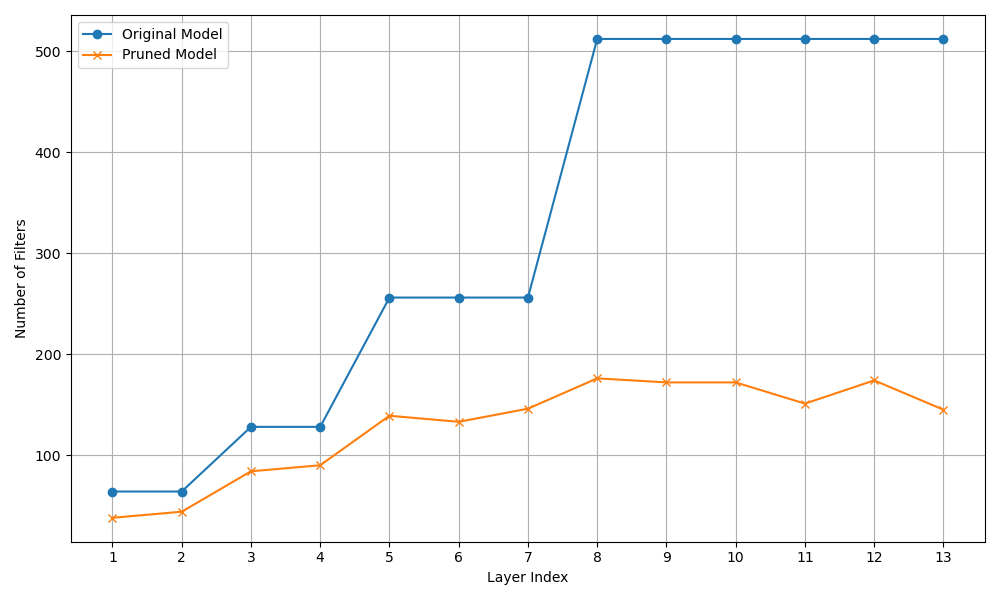 Original Model
Pruned Model
500
400
300
200
100
Number of Filters
1 2 3 4 5 6 7 8 9 10 11 12 13
Layer Index